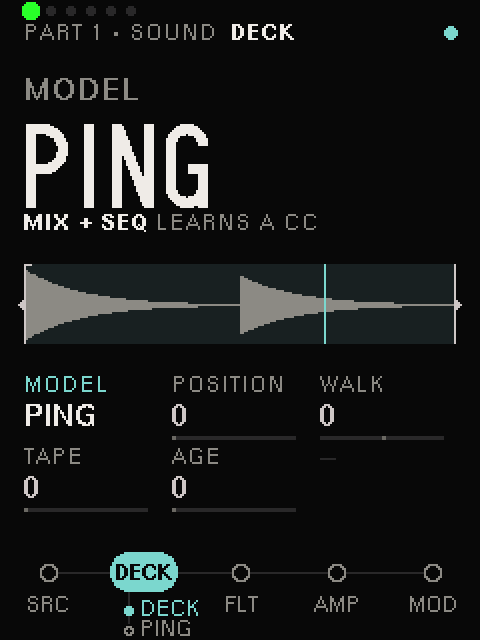 PART 1 · SOUND DECK
MODEL
PING
MIX + SEQ LEARNS A CC
MODEL POSITION WALK
PING 0 0
TAPE AGE —
0 0
DECK
SRC FLT AMP MOD
DECK
PING